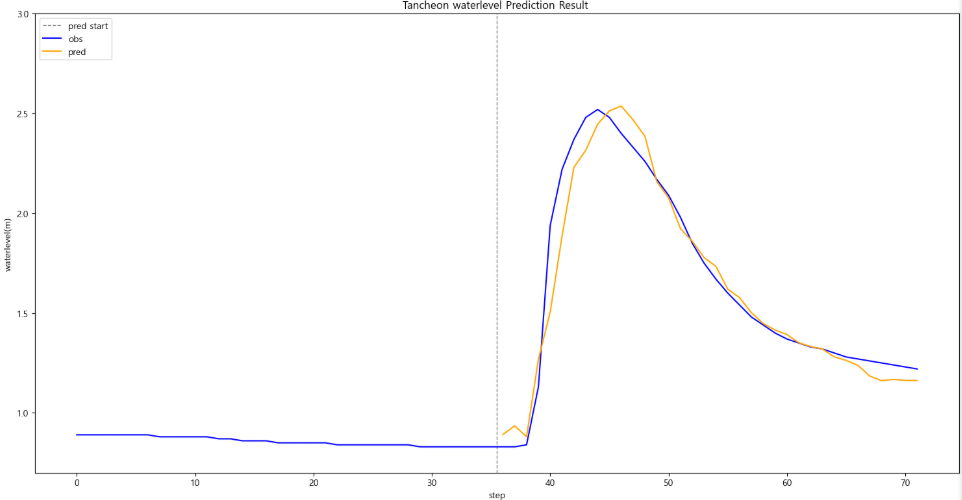 Tancheon waterlevel Prediction Result
pred start
obs
pred
3.0
2.5
2.0
1.5
1.0
waterlevel(m)
0
10
20
30
40
50
60
70
step